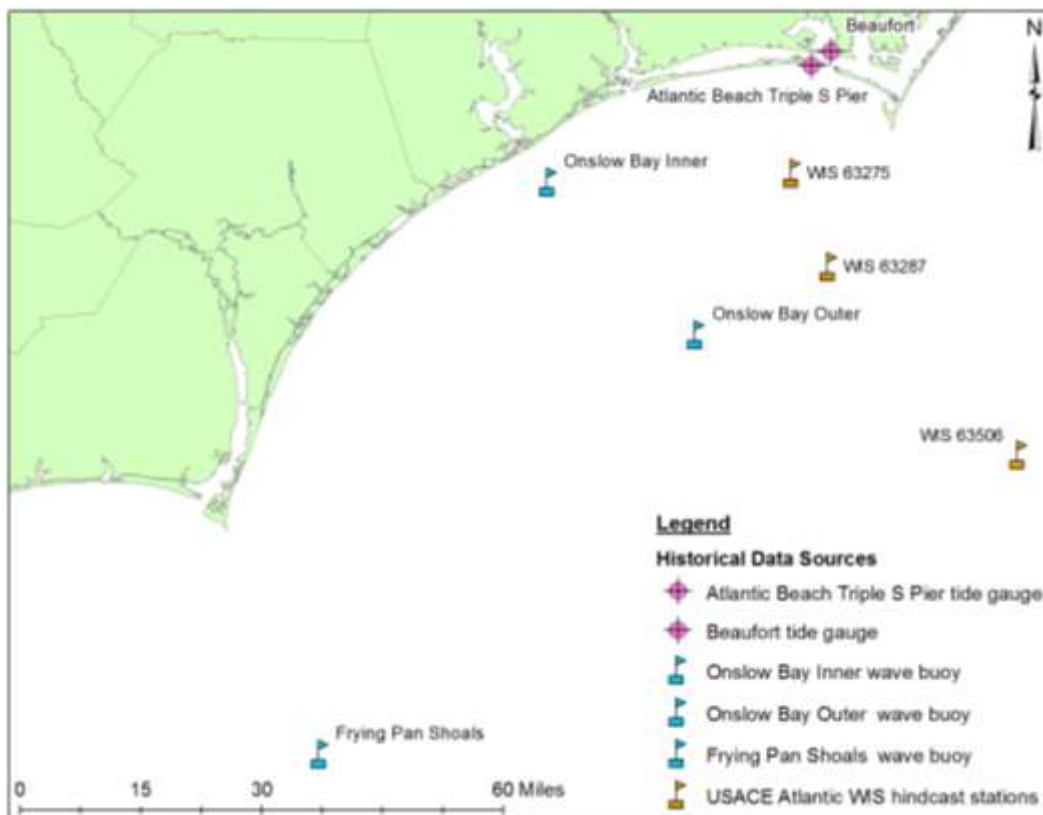 Beaufort
N
Atlantic Beach Triple S Pier
Onslow Bay Inner
WIS 63275
WIS 63287
Onslow Bay Outer
WIS 63506
Legend
Historical Data Sources
Atlantic Beach Triple S Pier tide gauge
Beaufort tide gauge
Onslow Bay Inner wave buoy
Onslow Bay Outer wave buoy
Frying Pan Shoals wave buoy
USACE Atlantic WIS hindcast stations
Frying Pan Shoals
0 15 30 60 Miles